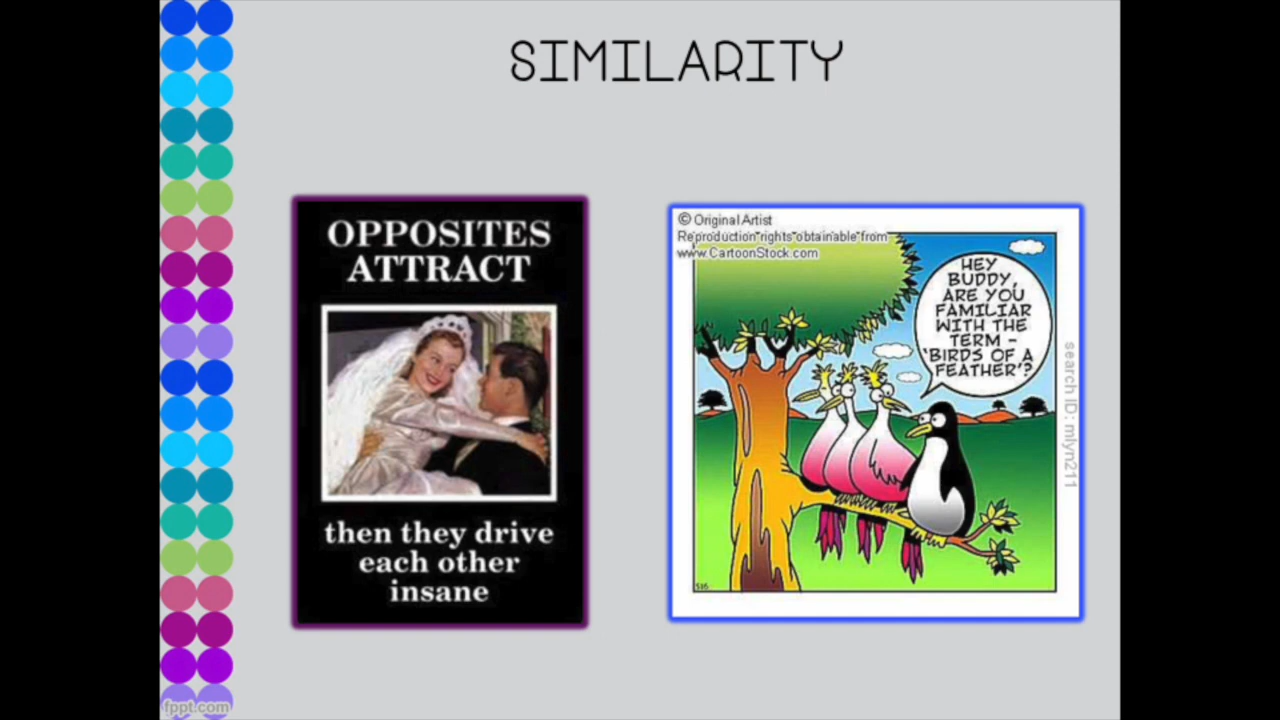 SIMILARITY
OPPOSITES
ATTRACT
then they drive
each other
insane
© Original Artist
Reproduction rights obtainable from
www.CartoonStock.com
HEY
BUDDY,
ARE YOU
FAMILIAR
WITH THE
TERM -
'BIRDS OF A
FEATHER'?
search ID: mlyn211
516
fppt.com